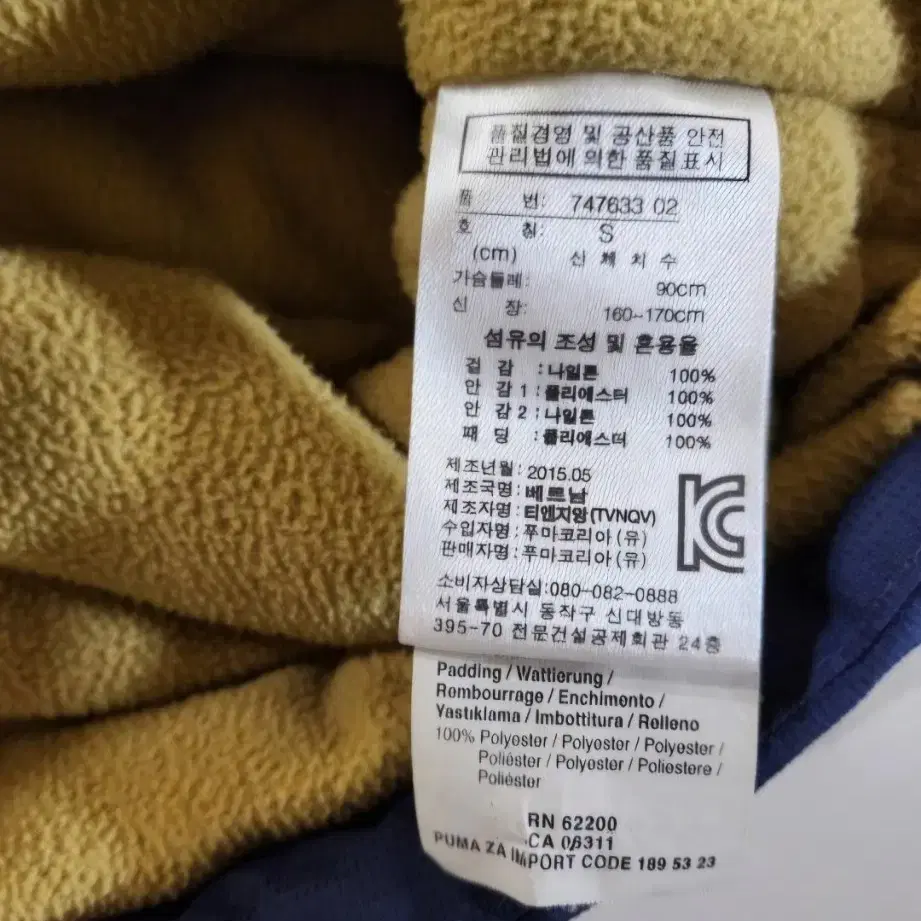 품질경영 및 공산품 안전
관리법에 의한 품질표시
품 번: 747633 02
호 칭: S
(cm) 신 체 치 수
가슴둘레: 90cm
신 장: 160~170cm
섬유의 조성 및 혼용율
겉 감 : 나일론 100%
안 감 1 : 폴리에스터 100%
안 감 2 : 나일론 100%
패 딩 : 폴리에스터 100%
제조년월 : 2015.05
제조국명 : 베트남
제조자명 : 티엔지앙(TVNQV)
수입자명 : 푸마코리아 (유)
판매자명 : 푸마코리아 (유)
KC
소비자상담실:080-082-0888
서울특별시 동작구 신대방동
395-70 전문건설공제회관 24층
Padding / Wattierung /
Rembourrage / Enchimento /
Yastıklama / Imbottitura / Relleno
100% Polyester / Polyester / Polyester /
Poliéster / Polyester / Poliestere /
Poliéster
RN 62200
CA 06311
PUMA ZA IMPORT CODE 189 53 23